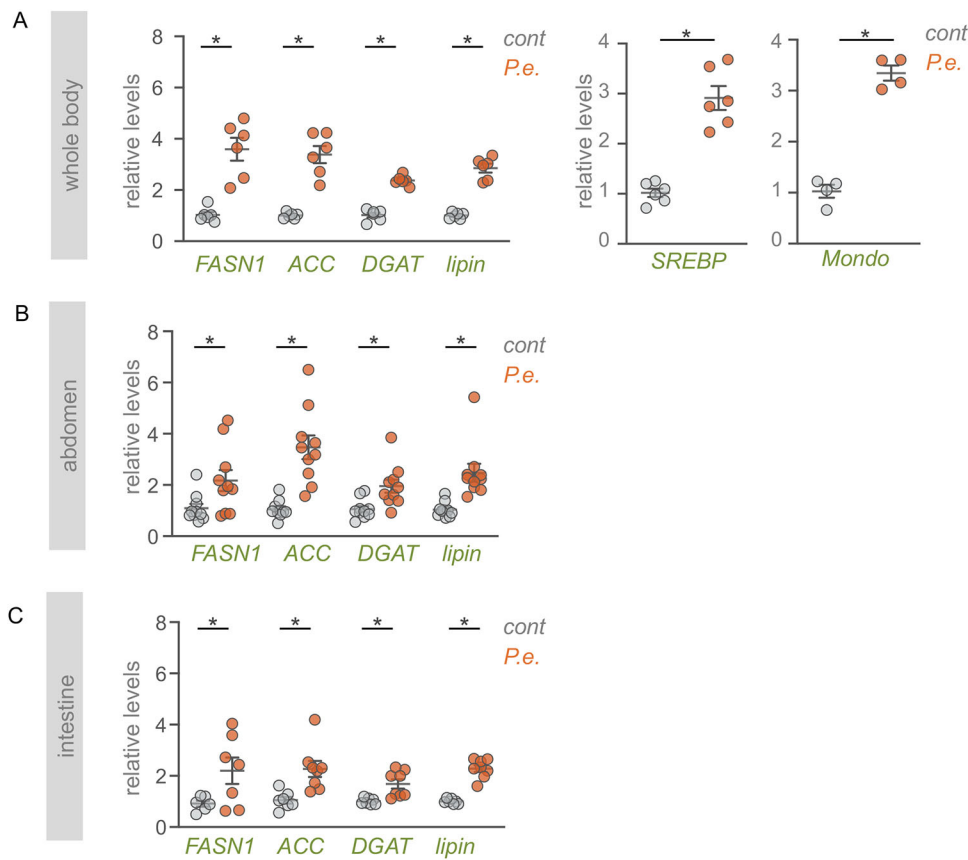 A
whole body
relative levels
8
6
4
2
0
* * * *
FASN1 ACC DGAT lipin
cont
P.e.
4
3
2
1
0
*
SREBP
4
3
2
1
0
*
Mondo
cont
P.e.
B
abdomen
relative levels
8
6
4
2
0
* * * *
FASN1 ACC DGAT lipin
cont
P.e.
C
intestine
relative levels
8
6
4
2
0
* * * *
FASN1 ACC DGAT lipin
cont
P.e.